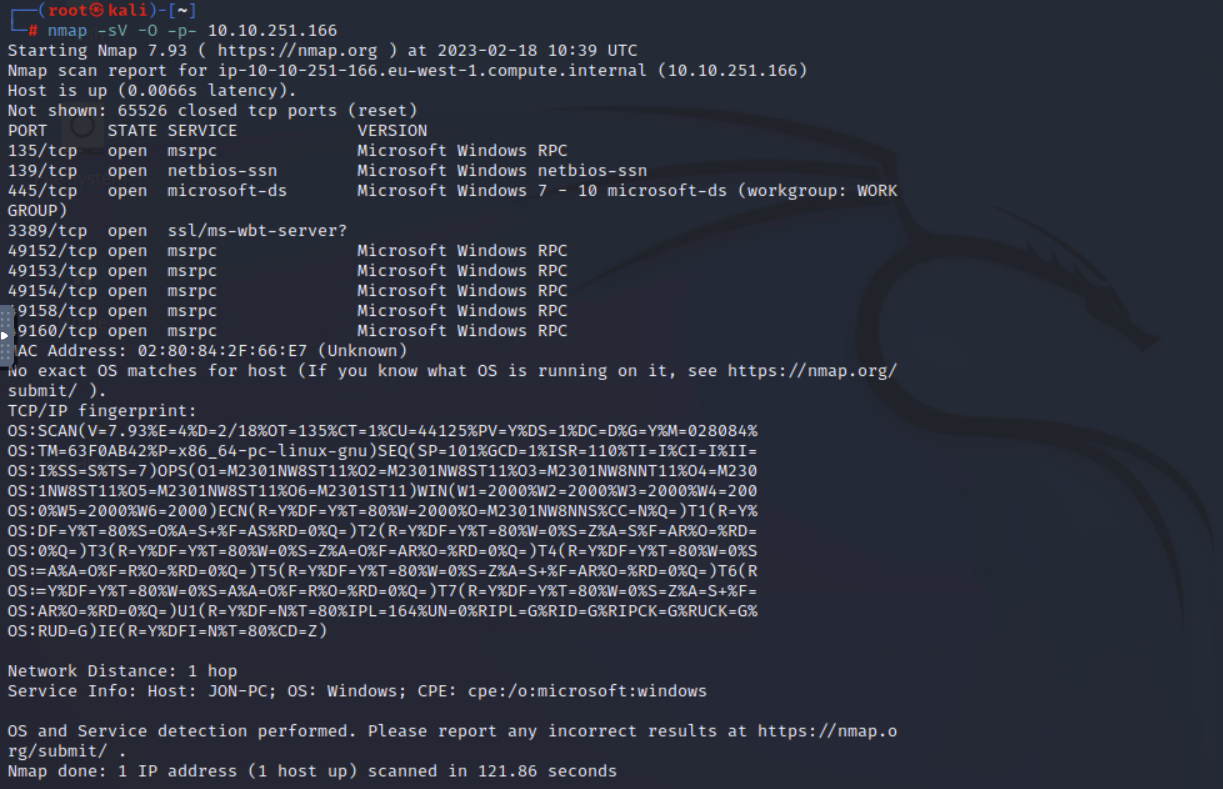 ┌──(root㉿kali)-[~]
└─# nmap -sV -O -p- 10.10.251.166
Starting Nmap 7.93 ( https://nmap.org ) at 2023-02-18 10:39 UTC
Nmap scan report for ip-10-10-251-166.eu-west-1.compute.internal (10.10.251.166)
Host is up (0.0066s latency).
Not shown: 65526 closed tcp ports (reset)
PORT      STATE SERVICE            VERSION
135/tcp   open  msrpc              Microsoft Windows RPC
139/tcp   open  netbios-ssn        Microsoft Windows netbios-ssn
445/tcp   open  microsoft-ds       Microsoft Windows 7 - 10 microsoft-ds (workgroup: WORK
GROUP)
3389/tcp  open  ssl/ms-wbt-server?
49152/tcp open  msrpc              Microsoft Windows RPC
49153/tcp open  msrpc              Microsoft Windows RPC
49154/tcp open  msrpc              Microsoft Windows RPC
9158/tcp open  msrpc              Microsoft Windows RPC
9160/tcp open  msrpc              Microsoft Windows RPC
MAC Address: 02:80:84:2F:66:E7 (Unknown)
No exact OS matches for host (If you know what OS is running on it, see https://nmap.org/
submit/ ).
TCP/IP fingerprint:
OS:SCAN(V=7.93%E=4%D=2/18%OT=135%CT=1%CU=44125%PV=Y%DS=1%DC=D%G=Y%M=028084%
OS:TM=63F0AB42%P=x86_64-pc-linux-gnu)SEQ(SP=101%GCD=1%ISR=110%TI=I%CI=I%II=
OS:I%SS=S%TS=7)OPS(O1=M2301NW8ST11%O2=M2301NW8ST11%O3=M2301NW8NNT11%O4=M230
OS:1NW8ST11%O5=M2301NW8ST11%O6=M2301ST11)WIN(W1=2000%W2=2000%W3=2000%W4=200
OS:0%W5=2000%W6=2000)ECN(R=Y%DF=Y%T=80%W=2000%O=M2301NW8NNS%CC=N%Q=)T1(R=Y%
OS:DF=Y%T=80%S=O%A=S+%F=AS%RD=0%Q=)T2(R=Y%DF=Y%T=80%W=0%S=Z%A=S%F=AR%O=%RD=
OS:0%Q=)T3(R=Y%DF=Y%T=80%W=0%S=Z%A=O%F=AR%O=%RD=0%Q=)T4(R=Y%DF=Y%T=80%W=0%S
OS:=A%A=O%F=R%O=%RD=0%Q=)T5(R=Y%DF=Y%T=80%W=0%S=Z%A=S+%F=AR%O=%RD=0%Q=)T6(R
OS:=Y%DF=Y%T=80%W=0%S=A%A=O%F=R%O=%RD=0%Q=)T7(R=Y%DF=Y%T=80%W=0%S=Z%A=S+%F=
OS:AR%O=%RD=0%Q=)U1(R=Y%DF=N%T=80%IPL=164%UN=0%RIPL=G%RID=G%RIPCK=G%RUCK=G%
OS:RUD=G)IE(R=Y%DFI=N%T=80%CD=Z)

Network Distance: 1 hop
Service Info: Host: JON-PC; OS: Windows; CPE: cpe:/o:microsoft:windows

OS and Service detection performed. Please report any incorrect results at https://nmap.o
rg/submit/ .
Nmap done: 1 IP address (1 host up) scanned in 121.86 seconds